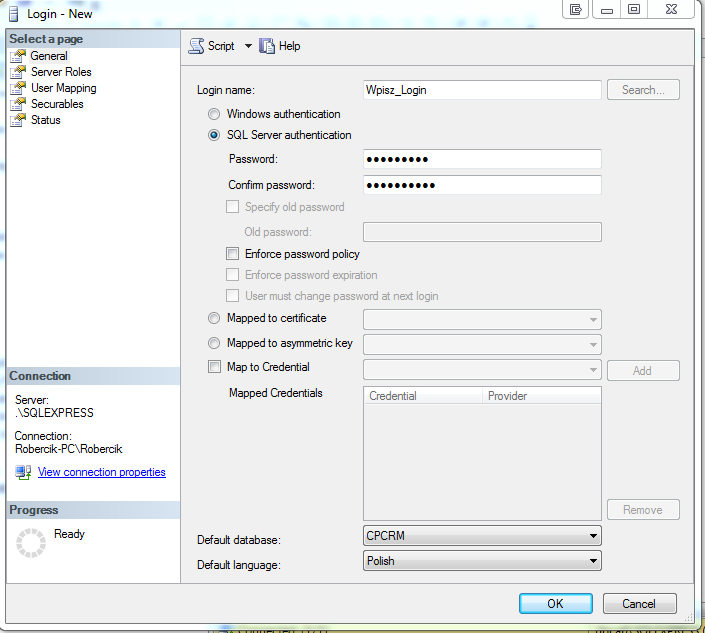 Login - New
Select a page
General
Server Roles
User Mapping
Securables
Status
Script Help
Login name: Wpisz_Login Search...
Windows authentication
SQL Server authentication
Password: ●●●●●●●●●
Confirm password: ●●●●●●●●●●
Specify old password
Old password:
Enforce password policy
Enforce password expiration
User must change password at next login
Mapped to certificate
Mapped to asymmetric key
Map to Credential Add
Mapped Credentials Credential Provider
Remove
Default database: CPCRM
Default language: Polish
Connection
Server:
.\SQLEXPRESS
Connection:
Robercik-PC\Robercik
View connection properties
Progress
Ready
OK Cancel